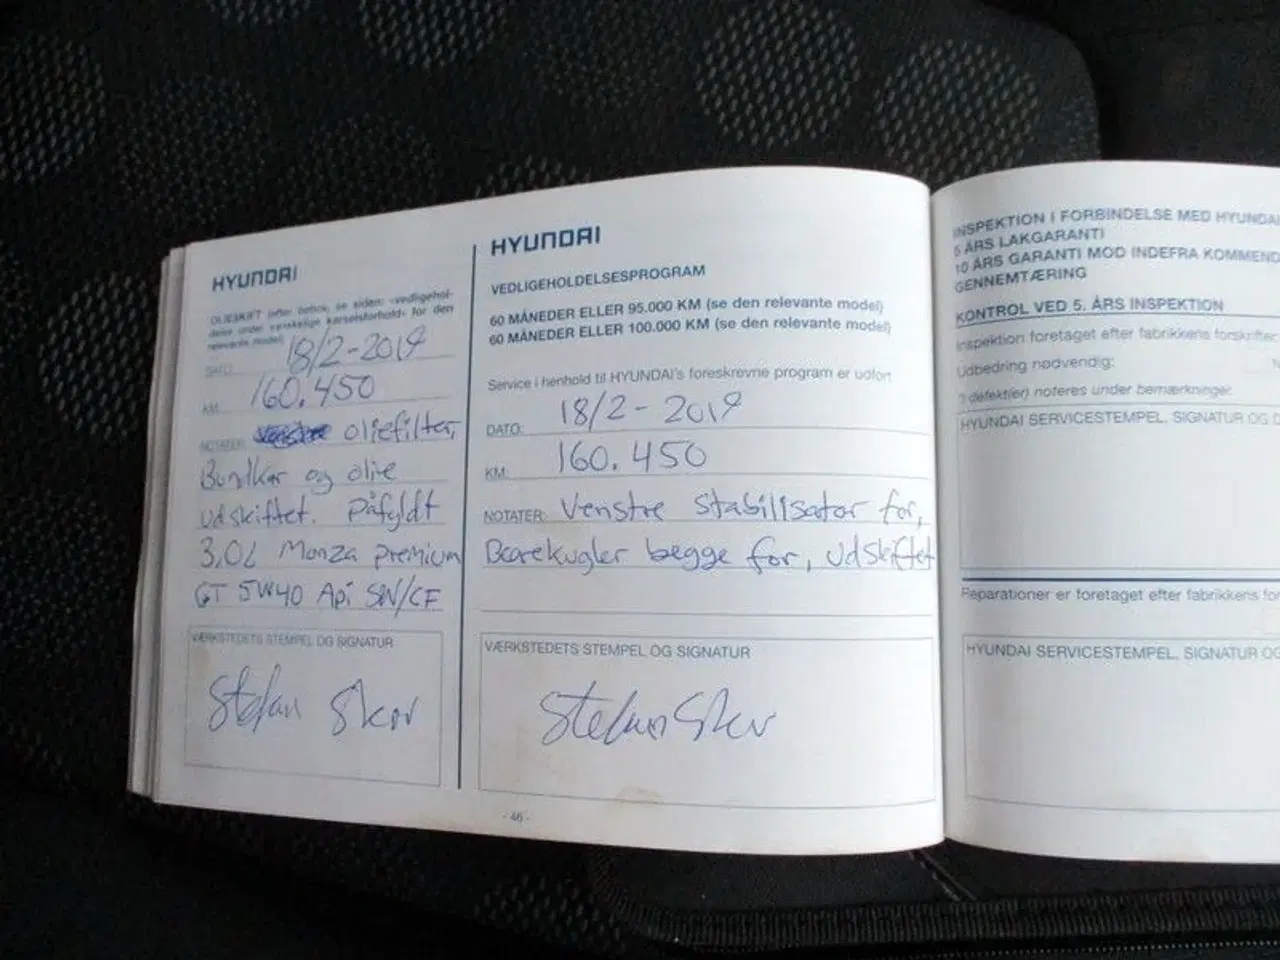 HYUNDAI
OLIESKIFT (efter behov, se siden: »vedligehol-
delse under vanskelige kørselsforhold« for den
relevante model)
DATO: 18/2-2019
KM: 160.450
NOTATER: oliefilter,
Bundkar og olie
udskiftet. Påfyldt
3,0L Monza premium
GT 5W40 Api SN/CF
VÆRKSTEDETS STEMPEL OG SIGNATUR
Stefan
HYUNDAI
VEDLIGEHOLDELSESPROGRAM
60 MÅNEDER ELLER 95.000 KM (se den relevante model)
60 MÅNEDER ELLER 100.000 KM (se den relevante model)
Service i henhold til HYUNDAI's foreskrevne program er udført
DATO: 18/2-2019
KM: 160.450
NOTATER: Venstre stabilisator for,
Bærekugler begge for, udskiftet
VÆRKSTEDETS STEMPEL OG SIGNATUR
Stefan
- 46 -
INSPEKTION I FORBINDELSE MED HYUNDAI
5 ÅRS LAKGARANTI
10 ÅRS GARANTI MOD INDEFRA KOMMEND
GENNEMTÆRING
KONTROL VED 5. ÅRS INSPEKTION
Inspektion foretaget efter fabrikkens forskrifter
Udbedring nødvendig:
defekt(er) noteres under bemærkninger
HYUNDAI SERVICESTEMPEL, SIGNATUR OG D
Reparationer er foretaget efter fabrikkens for
HYUNDAI SERVICESTEMPEL, SIGNATUR OG